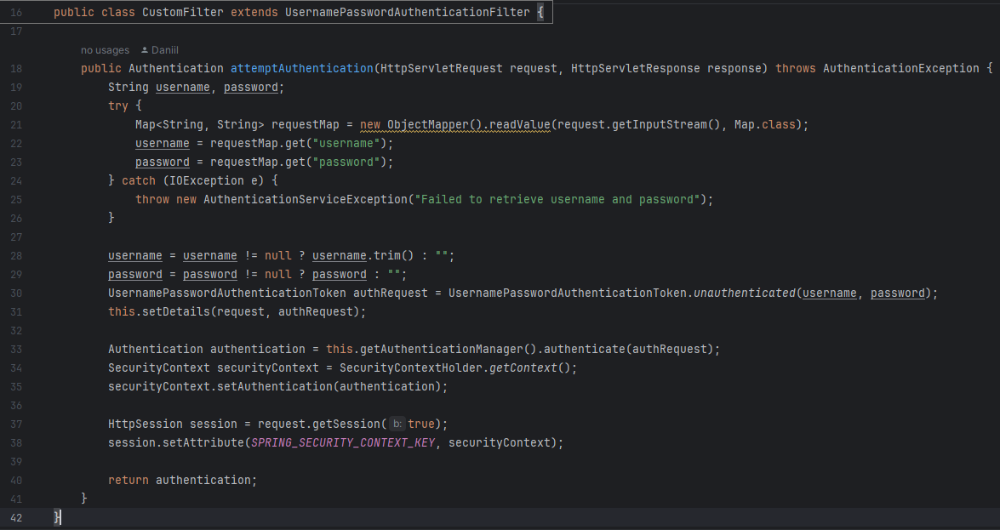 16 public class CustomFilter extends UsernamePasswordAuthenticationFilter {
17
no usages Daniil
18 public Authentication attemptAuthentication(HttpServletRequest request, HttpServletResponse response) throws AuthenticationException {
19 String username, password;
20 try {
21 Map<String, String> requestMap = new ObjectMapper().readValue(request.getInputStream(), Map.class);
22 username = requestMap.get("username");
23 password = requestMap.get("password");
24 } catch (IOException e) {
25 throw new AuthenticationServiceException("Failed to retrieve username and password");
26 }
27
28 username = username != null ? username.trim() : "";
29 password = password != null ? password : "";
30 UsernamePasswordAuthenticationToken authRequest = UsernamePasswordAuthenticationToken.unauthenticated(username, password);
31 this.setDetails(request, authRequest);
32
33 Authentication authentication = this.getAuthenticationManager().authenticate(authRequest);
34 SecurityContext securityContext = SecurityContextHolder.getContext();
35 securityContext.setAuthentication(authentication);
36
37 HttpSession session = request.getSession( b: true);
38 session.setAttribute(SPRING_SECURITY_CONTEXT_KEY, securityContext);
39
40 return authentication;
41 }
42 }